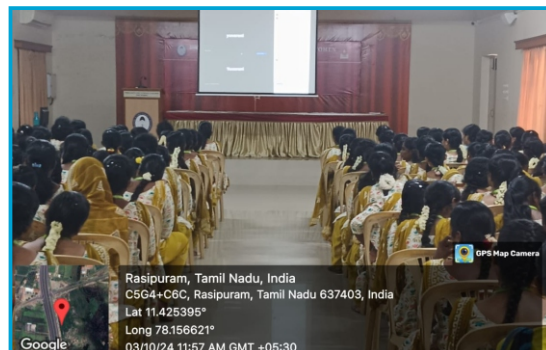 GPS Map Camera
Rasipuram, Tamil Nadu, India
C5G4+C6C, Rasipuram, Tamil Nadu 637403, India
Lat 11.425395°
Long 78.156621°
03/10/24 11:57 AM GMT +05:30
Google